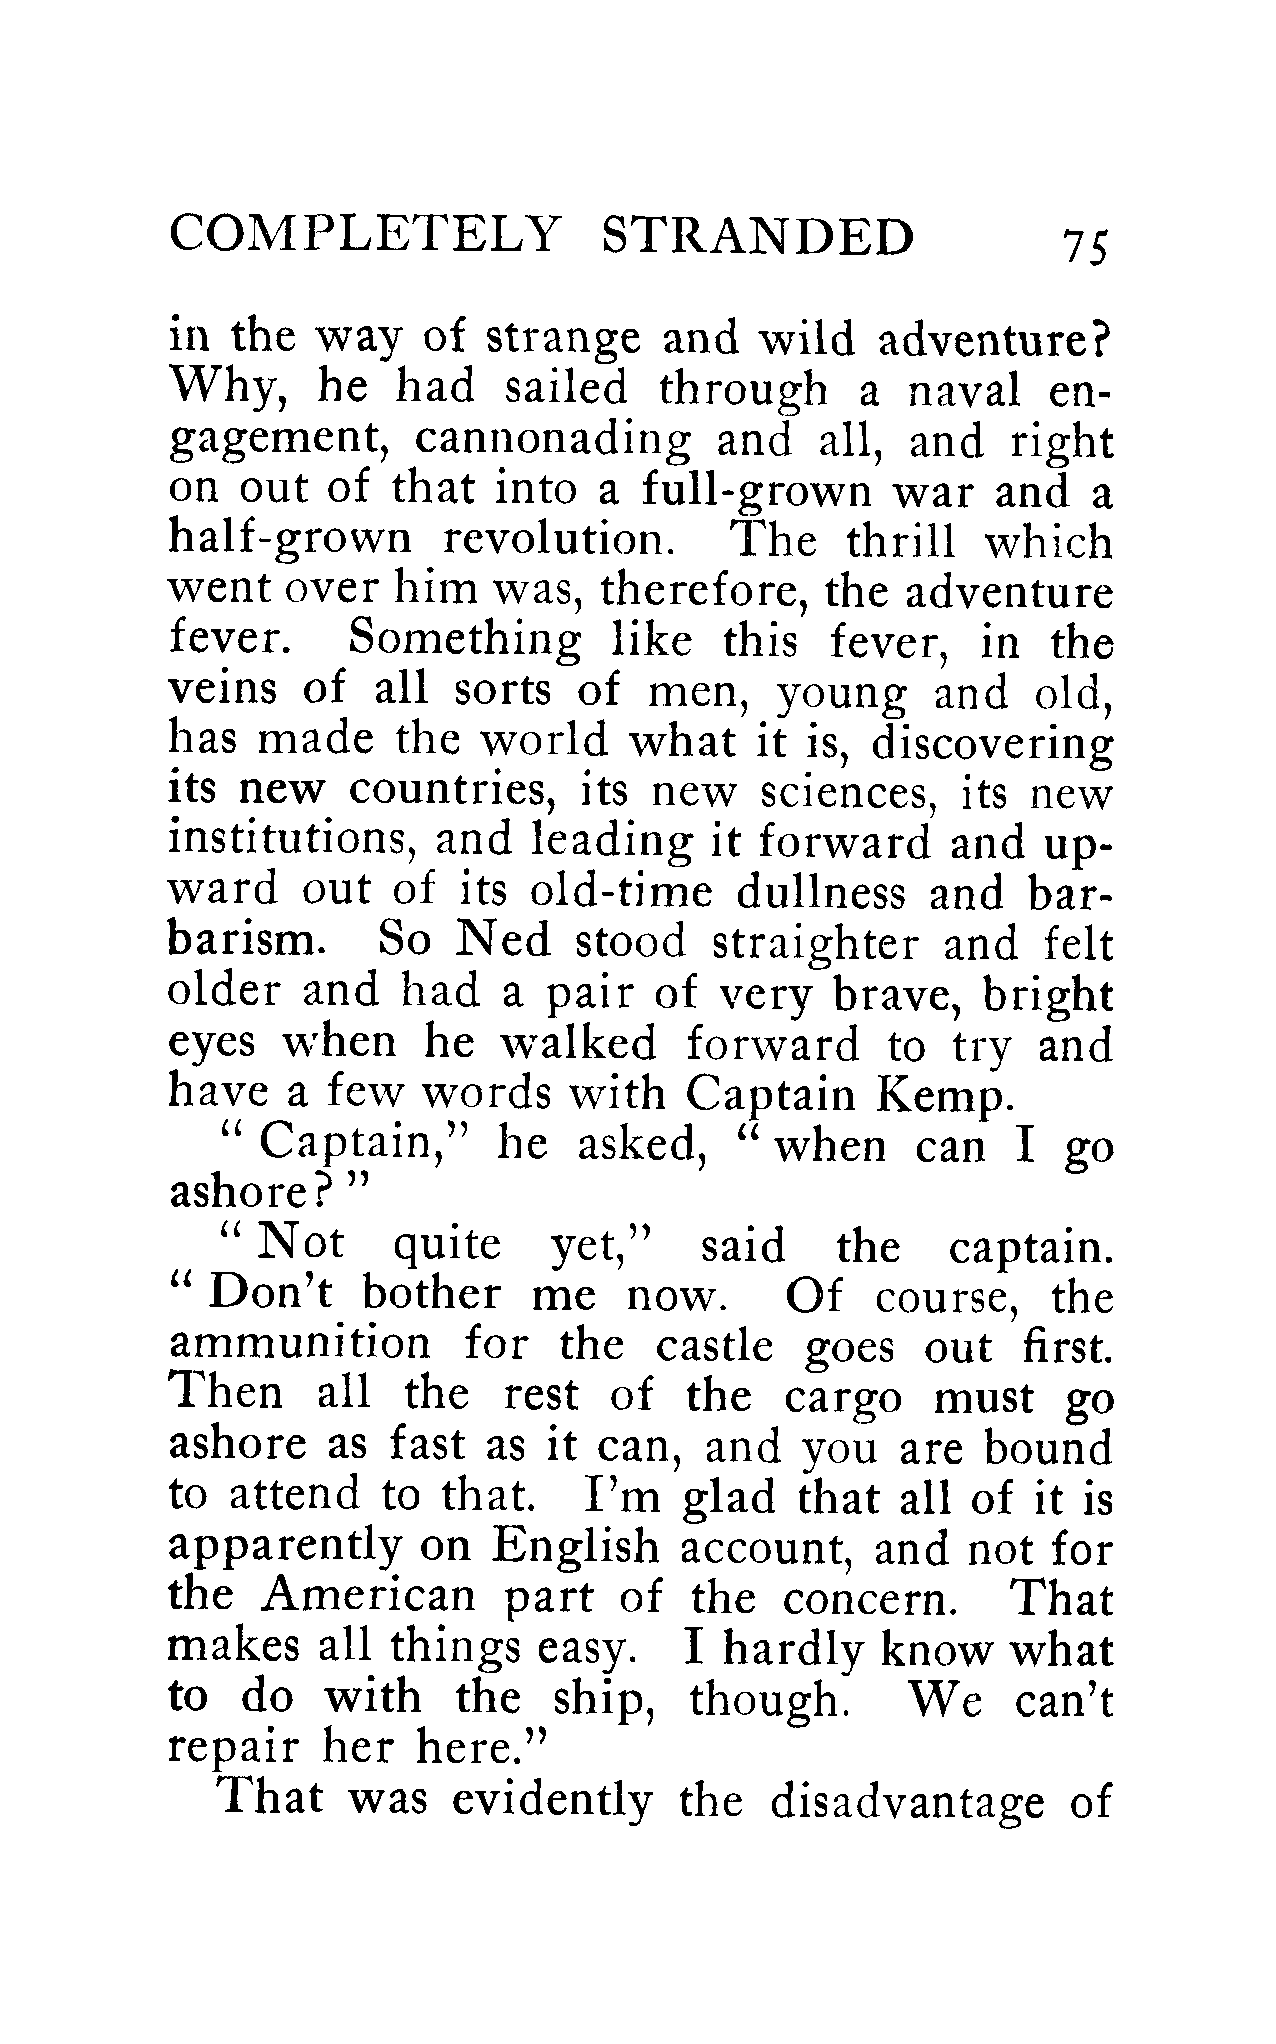 COMPLETELY STRANDED 75
in the way of strange and wild adventure?
Why, he had sailed through a naval en-
gagement, cannonading and all, and right
on out of that into a full-grown war and a
half-grown revolution. The thrill which
went over him was, therefore, the adventure
fever. Something like this fever, in the
veins of all sorts of men, young and old,
has made the world what it is, discovering
its new countries, its new sciences, its new
institutions, and leading it forward and up-
ward out of its old-time dullness and bar-
barism. So Ned stood straighter and felt
older and had a pair of very brave, bright
eyes when he walked forward to try and
have a few words with Captain Kemp.
“ Captain,” he asked, “ when can I go
ashore? ”
“ Not quite yet,” said the captain.
“ Don’t bother me now. Of course, the
ammunition for the castle goes out first.
Then all the rest of the cargo must go
ashore as fast as it can, and you are bound
to attend to that. I’m glad that all of it is
apparently on English account, and not for
the American part of the concern. That
makes all things easy. I hardly know what
to do with the ship, though. We can’t
repair her here.”
That was evidently the disadvantage of